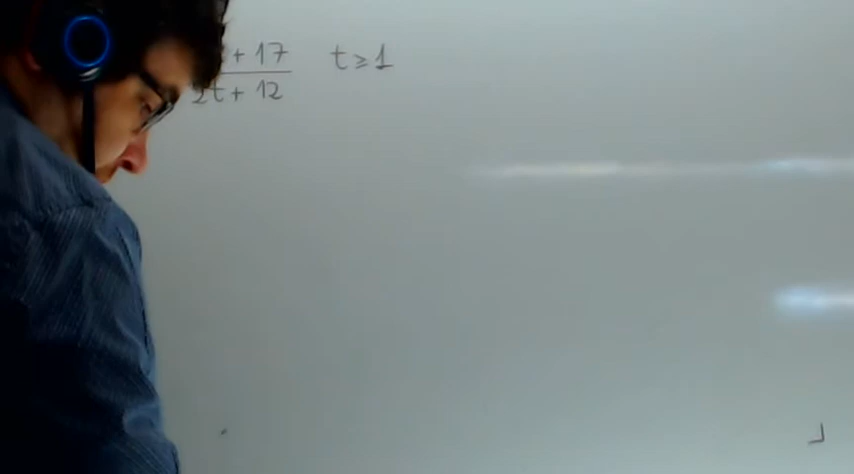 + 17 t ≥ 1
2t + 12